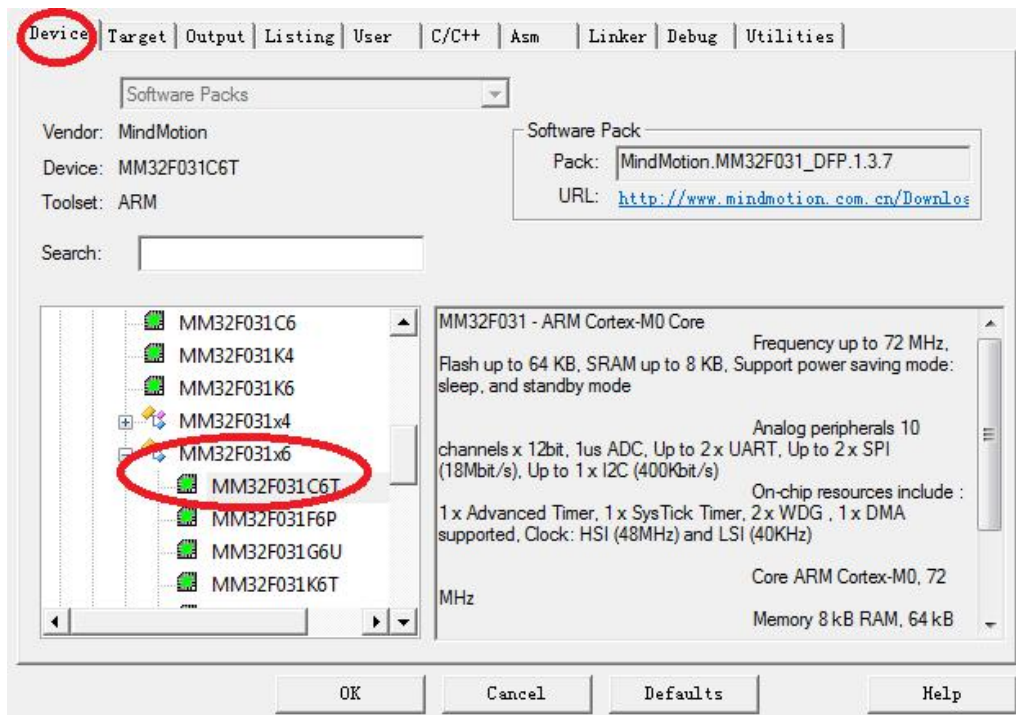 Device Target Output Listing User C/C++ Asm Linker Debug Utilities
Software Packs
Vendor: MindMotion
Device: MM32F031C6T
Toolset: ARM
Software Pack
Pack: MindMotion.MM32F031_DFP.1.3.7
URL: http://www.mindmotion.com.cn/Downloa
Search:
MM32F031C6
MM32F031K4
MM32F031K6
MM32F031x4
MM32F031x6
MM32F031C6T
MM32F031F6P
MM32F031G6U
MM32F031K6T
MM32F031 - ARM Cortex-M0 Core
Frequency up to 72 MHz,
Flash up to 64 KB, SRAM up to 8 KB, Support power saving mode:
sleep, and standby mode
Analog peripherals 10
channels x 12bit, 1us ADC, Up to 2 x UART, Up to 2 x SPI
(18Mbit/s), Up to 1 x I2C (400Kbit/s)
On-chip resources include :
1 x Advanced Timer, 1 x SysTick Timer, 2 x WDG , 1 x DMA
supported, Clock: HSI (48MHz) and LSI (40KHz)
Core ARM Cortex-M0, 72
MHz
Memory 8 kB RAM, 64 kB
OK Cancel Defaults Help